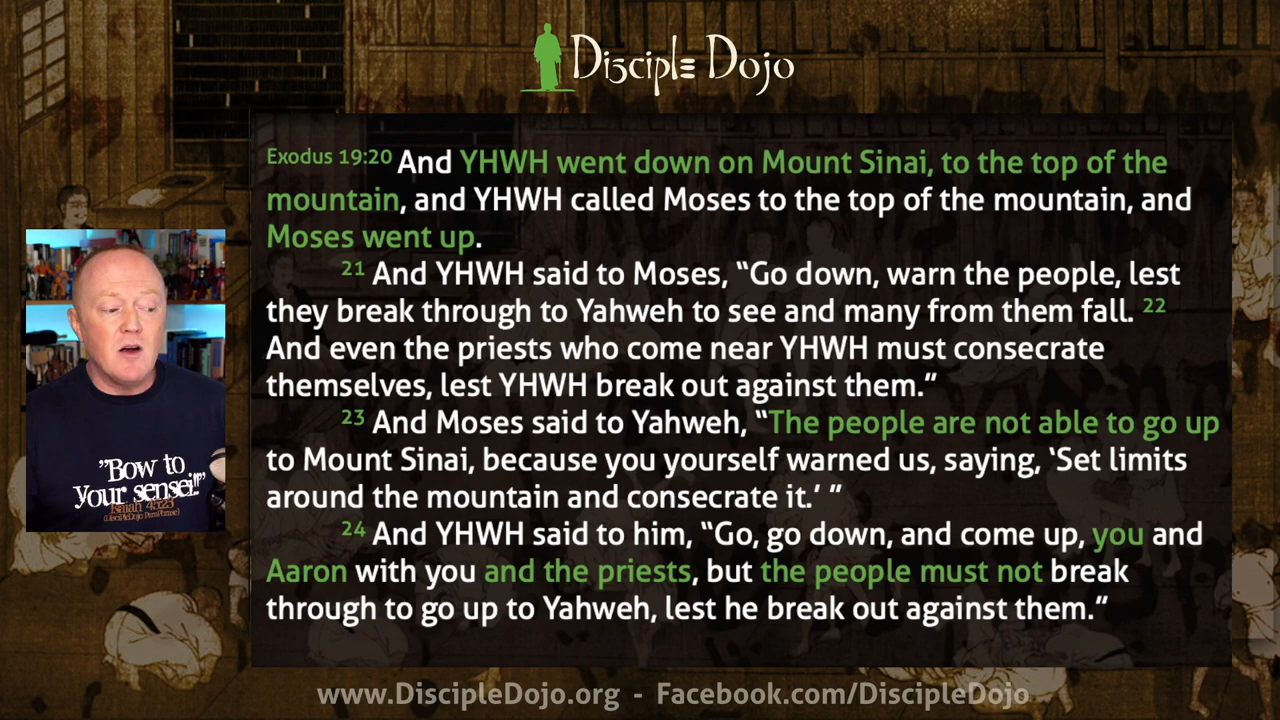 Disciple Dojo
Exodus 19:20 And YHWH went down on Mount Sinai, to the top of the
mountain, and YHWH called Moses to the top of the mountain, and
Moses went up.
21 And YHWH said to Moses, “Go down, warn the people, lest
they break through to Yahweh to see and many from them fall. 22
And even the priests who come near YHWH must consecrate
themselves, lest YHWH break out against them.”
23 And Moses said to Yahweh, “The people are not able to go up
to Mount Sinai, because you yourself warned us, saying, ‘Set limits
around the mountain and consecrate it.’ ”
24 And YHWH said to him, “Go, go down, and come up, you and
Aaron with you and the priests, but the people must not break
through to go up to Yahweh, lest he break out against them.”
"Bow to
your sensei!!"
Isaiah 45:23
(DiscipleDojo ParaPhrase)
www.DiscipleDojo.org - Facebook.com/DiscipleDojo